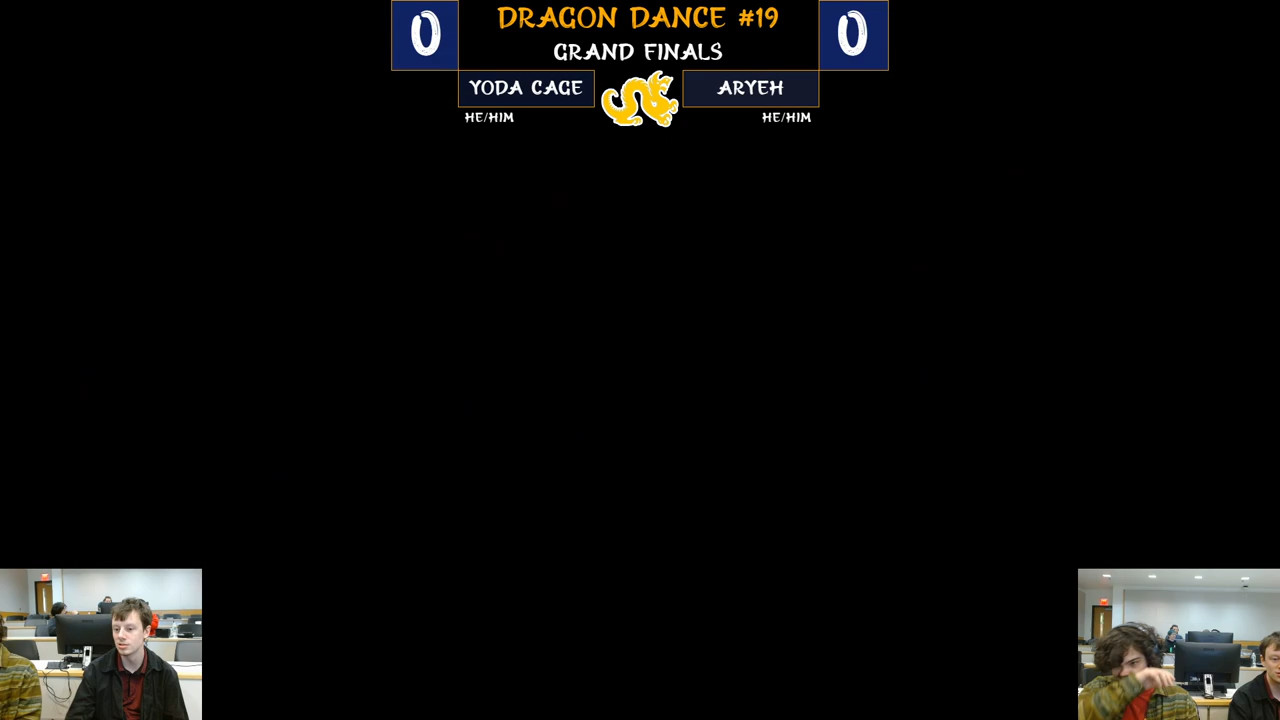 0
DRAGON DANCE #19
0
GRAND FINALS
YODA CAGE
ARYEH
HE/HIM
HE/HIM